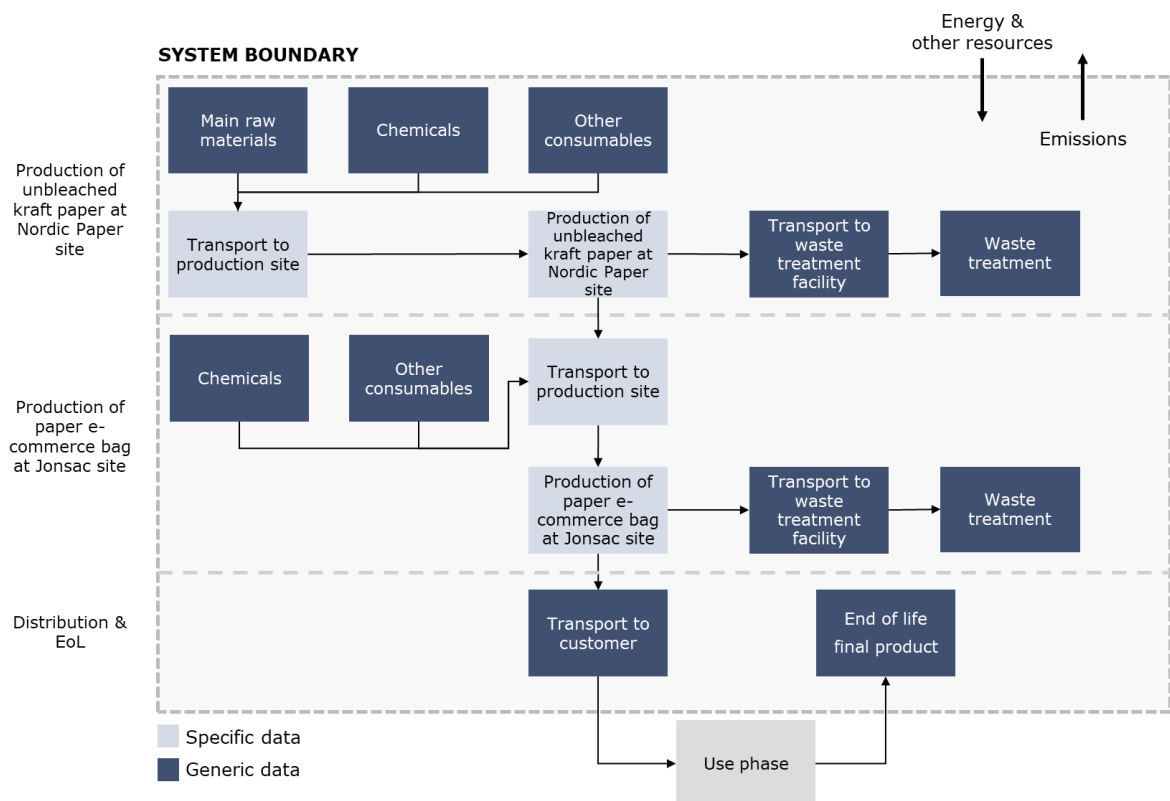 Energy &
other resources
SYSTEM BOUNDARY
Emissions
Production of
unbleached
kraft paper at
Nordic Paper
site
Main raw
materials
Chemicals
Other
consumables
Transport to
production site
Production of
unbleached
kraft paper at
Nordic Paper
site
Transport to
waste
treatment
facility
Waste
treatment
Production of
paper e-
commerce bag
at Jonsac site
Chemicals
Other
consumables
Transport to
production site
Production of
paper e-
commerce bag
at Jonsac site
Transport to
waste
treatment
facility
Waste
treatment
Distribution &
EoL
Transport to
customer
End of life
final product
Specific data
Generic data
Use phase